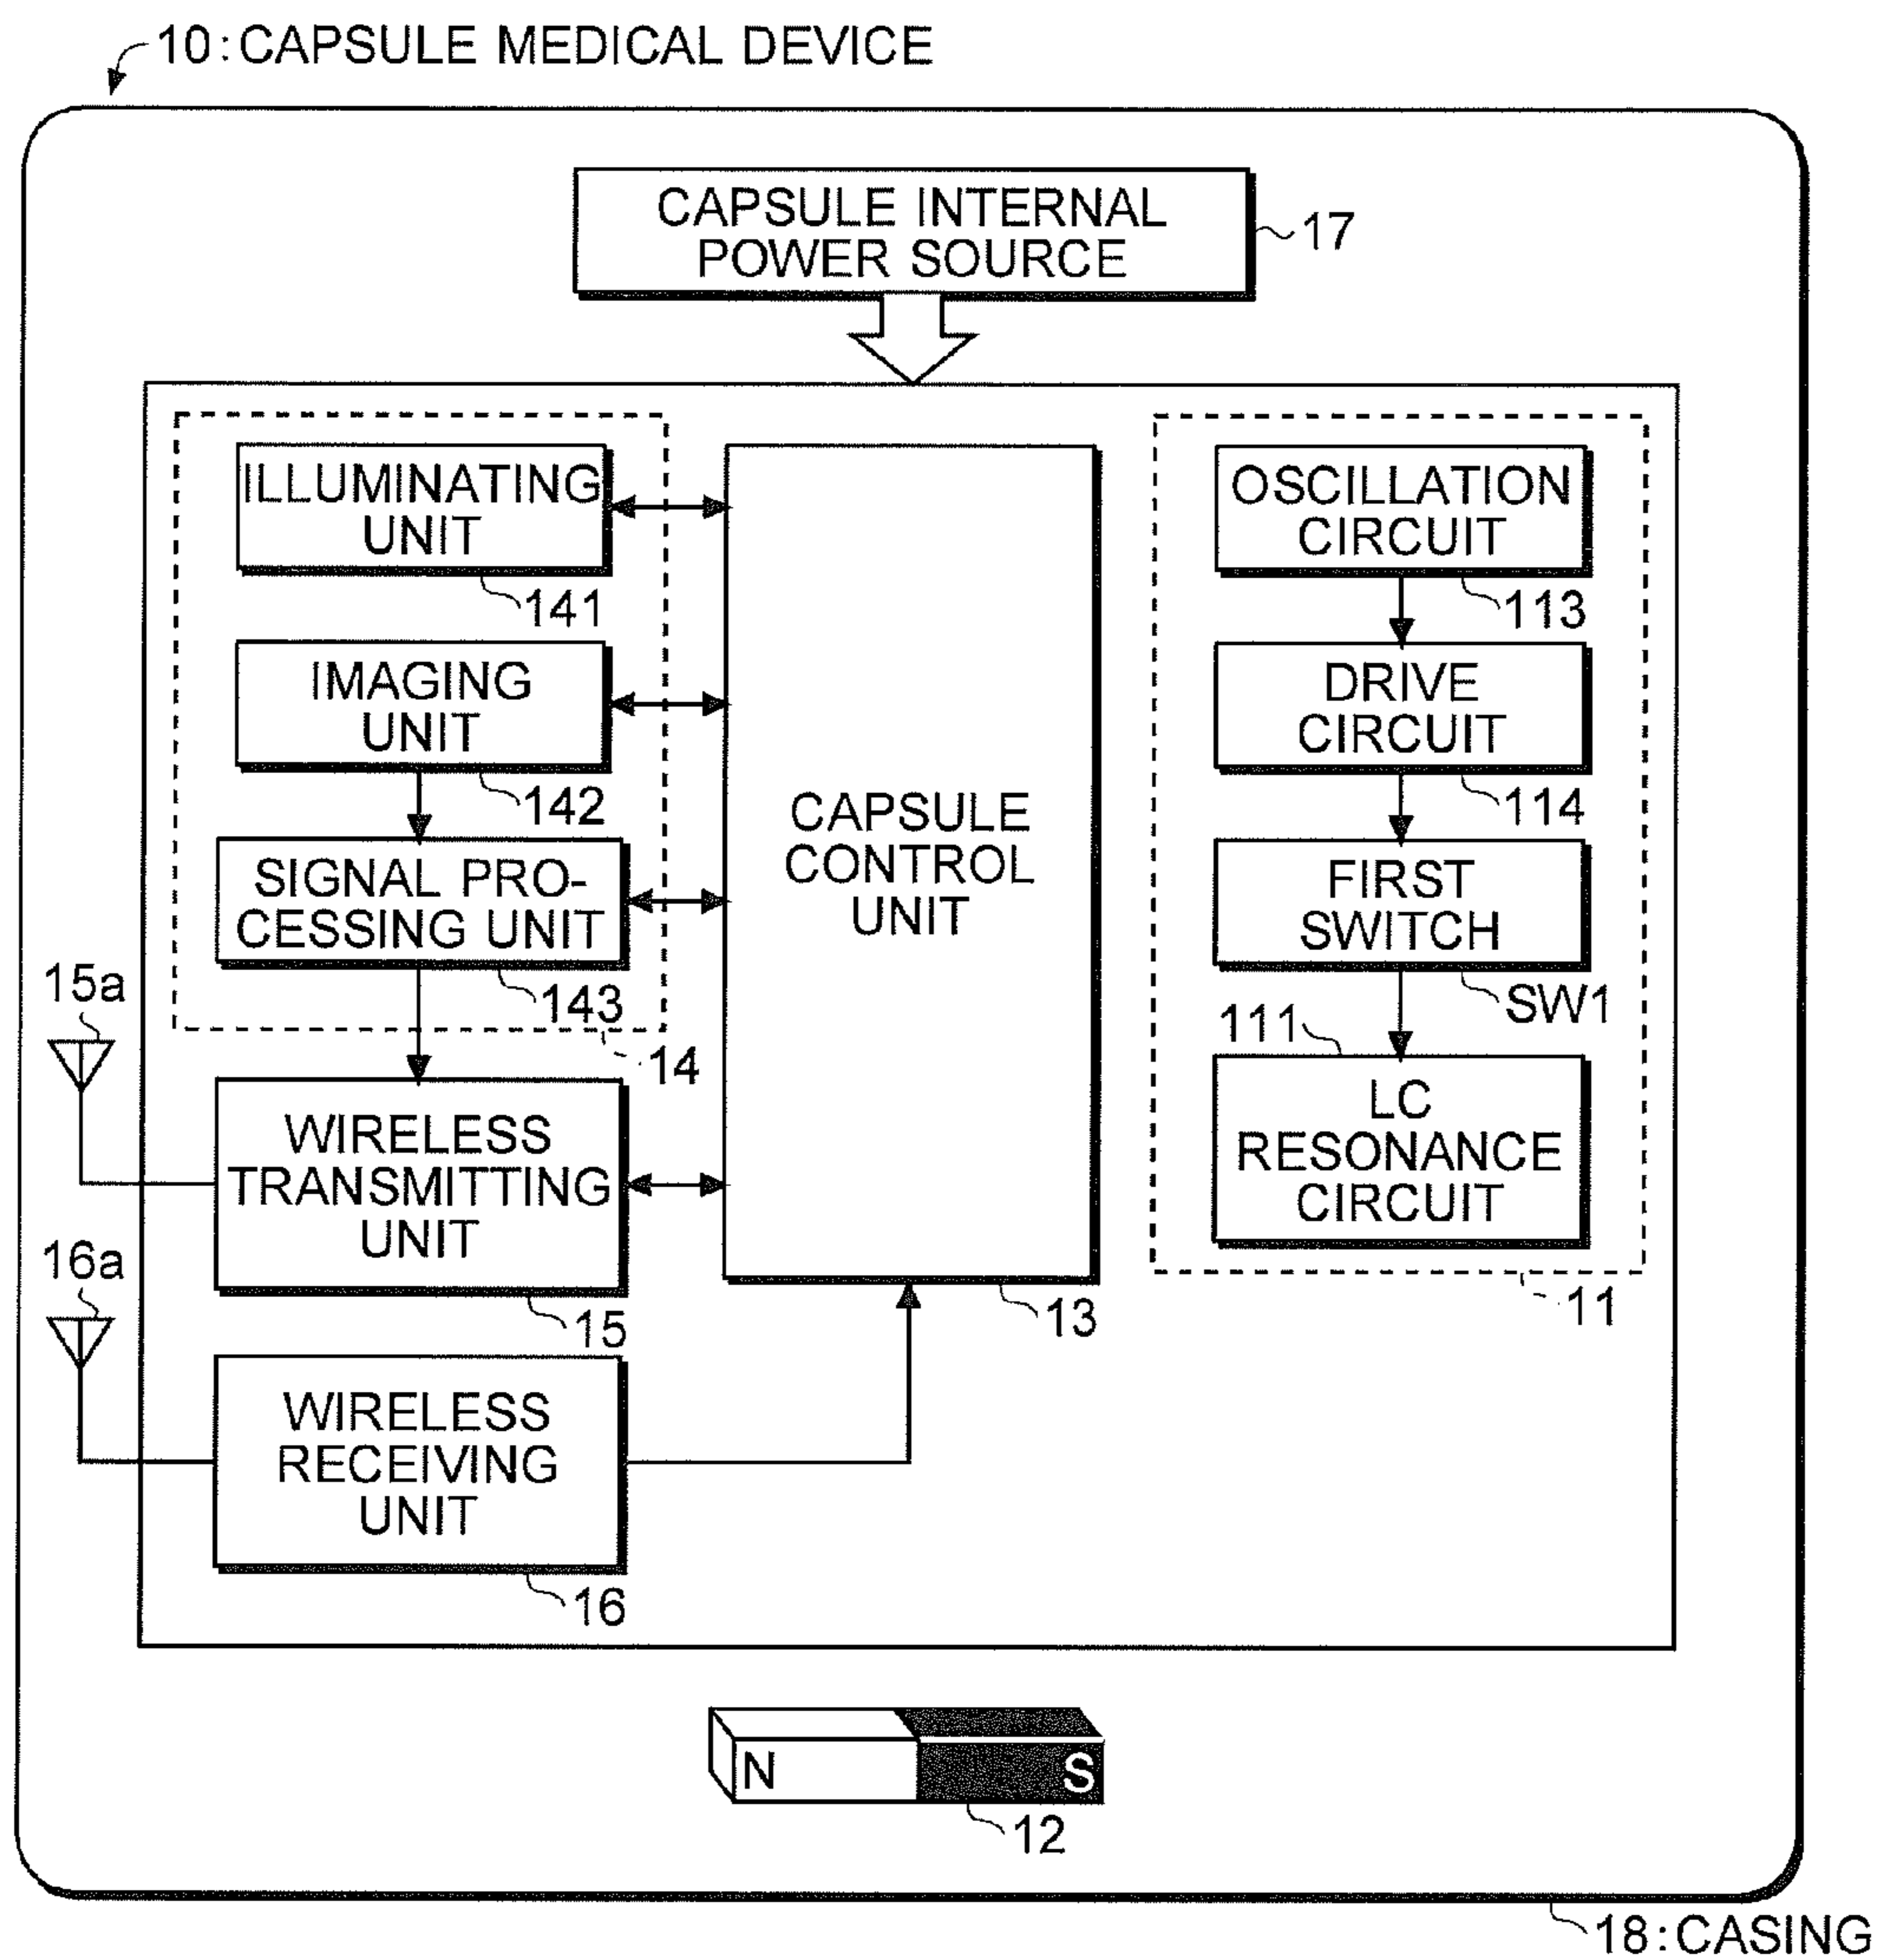 10:CAPSULE MEDICAL DEVICE
CAPSULE INTERNAL
POWER SOURCE
17
ILLUMINATING
UNIT
141
IMAGING
UNIT
142
SIGNAL PRO-
CESSING UNIT
143
14
15a
WIRELESS
TRANSMITTING
UNIT
15
16a
WIRELESS
RECEIVING
UNIT
16
CAPSULE
CONTROL
UNIT
13
OSCILLATION
CIRCUIT
113
DRIVE
CIRCUIT
114
FIRST
SWITCH
SW1
111
LC
RESONANCE
CIRCUIT
11
N S
12
18:CASING